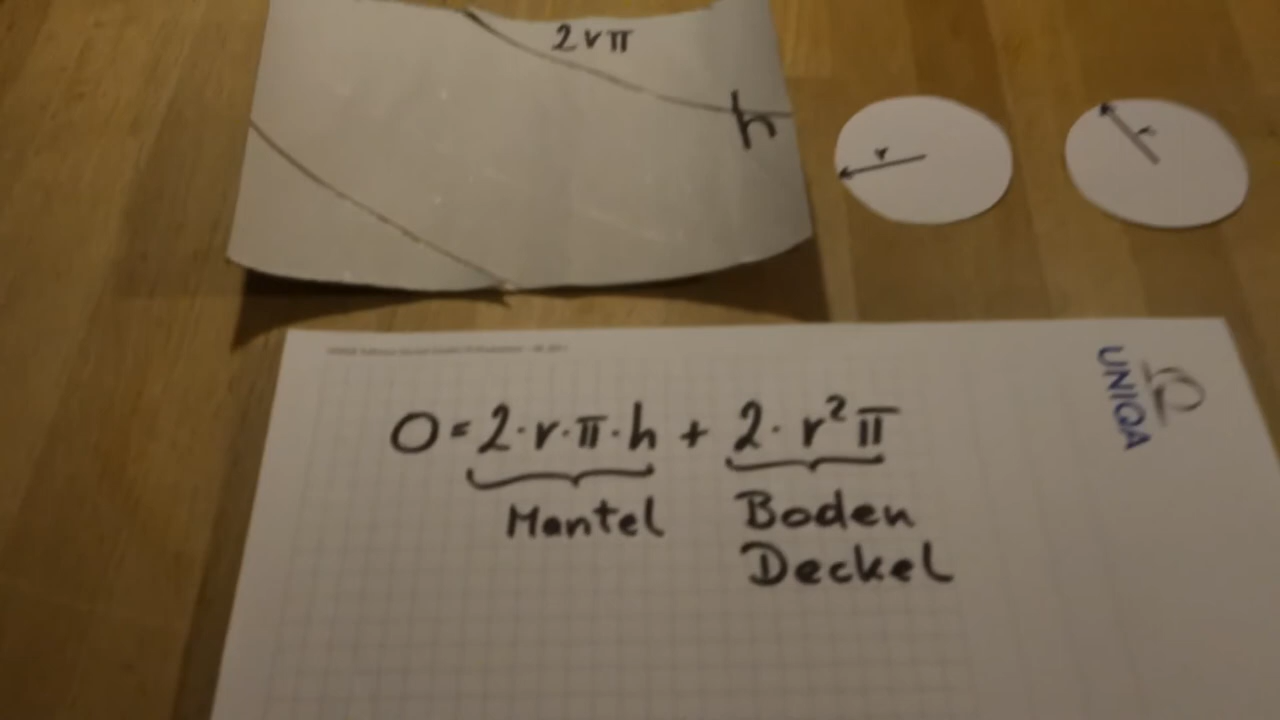 2rπ
h
r
r
UNIQA
O=2·r·π·h + 2·r²π
Mantel
Boden
Deckel